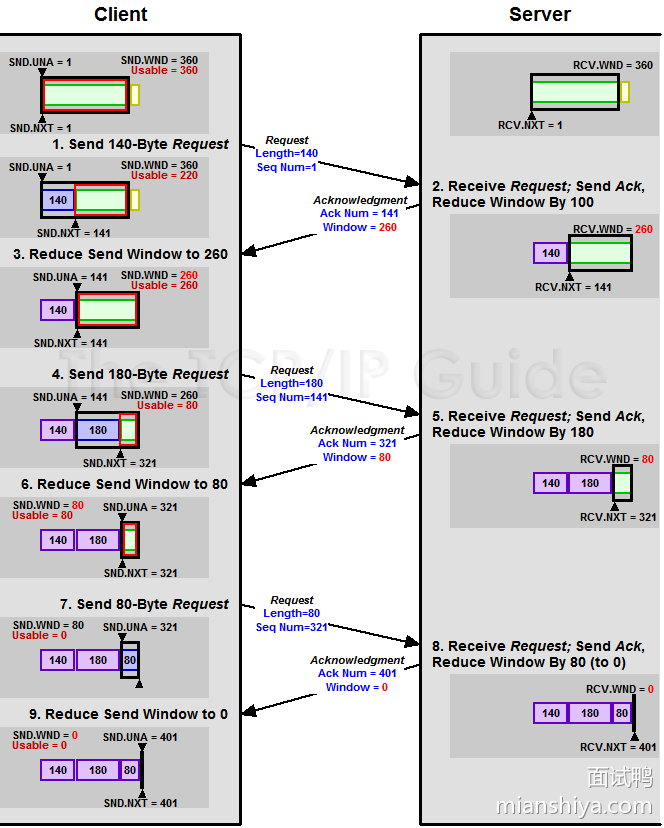 Client
Server
SND.UNA = 1
SND.WND = 360
Usable = 360
SND.NXT = 1
RCV.WND = 360
RCV.NXT = 1
1. Send 140-Byte Request
Request
Length=140
Seq Num=1
SND.UNA = 1
SND.WND = 360
Usable = 220
140
SND.NXT = 141
2. Receive Request; Send Ack,
Reduce Window By 100
Acknowledgment
Ack Num = 141
Window = 260
RCV.WND = 260
140
RCV.NXT = 141
3. Reduce Send Window to 260
SND.UNA = 141
SND.WND = 260
Usable = 260
140
SND.NXT = 141
The TCP/IP Guide
4. Send 180-Byte Request
Request
Length=180
Seq Num=141
SND.UNA = 141
SND.WND = 260
Usable = 80
140
180
SND.NXT = 321
5. Receive Request; Send Ack,
Reduce Window By 180
Acknowledgment
Ack Num = 321
Window = 80
RCV.WND = 80
140
180
RCV.NXT = 321
6. Reduce Send Window to 80
SND.WND = 80
Usable = 80
SND.UNA = 321
140
180
SND.NXT = 321
7. Send 80-Byte Request
Request
Length=80
Seq Num=321
SND.WND = 80
Usable = 0
SND.UNA = 321
140
180
80
8. Receive Request; Send Ack,
Reduce Window By 80 (to 0)
Acknowledgment
Ack Num = 401
Window = 0
RCV.WND = 0
140
180
80
RCV.NXT = 401
9. Reduce Send Window to 0
SND.WND = 0
Usable = 0
SND.UNA = 401
140
180
80
SND.NXT = 401
面试鸭
mianshiya.com